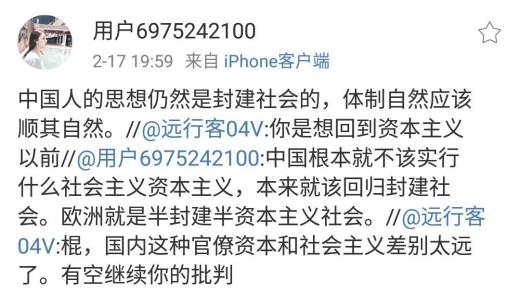 用户6975242100
2-17 19:59 来自 iPhone客户端
中国人的思想仍然是封建社会的，体制自然应该
顺其自然。//@远行客04V:你是想回到资本主义
以前//@用户6975242100:中国根本就不该实行
什么社会主义资本主义，本来就该回归封建社
会。欧洲就是半封建半资本主义社会。//@远行客
04V:棍，国内这种官僚资本和社会主义差别太远
了。有空继续你的批判